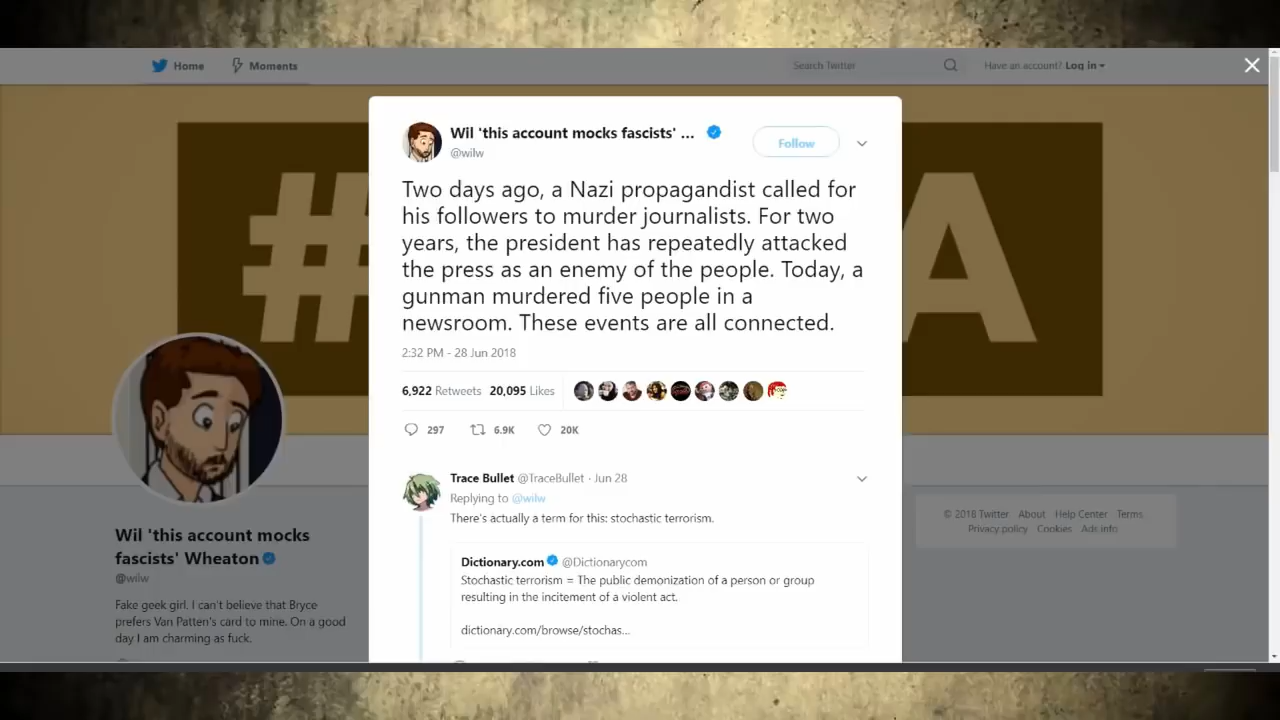 Home Moments Search Twitter Have an account? Log in
# A
Wil 'this account mocks fascists' ...
@wilw
Follow
Two days ago, a Nazi propagandist called for
his followers to murder journalists. For two
years, the president has repeatedly attacked
the press as an enemy of the people. Today, a
gunman murdered five people in a
newsroom. These events are all connected.
2:32 PM - 28 Jun 2018
6,922 Retweets 20,095 Likes
297 6.9K 20K
Trace Bullet @TraceBullet · Jun 28
Replying to @wilw
There's actually a term for this: stochastic terrorism.
Dictionary.com @Dictionarycom
Stochastic terrorism = The public demonization of a person or group
resulting in the incitement of a violent act.
dictionary.com/browse/stochas...
Wil 'this account mocks
fascists' Wheaton
@wilw
Fake geek girl. I can't believe that Bryce
prefers Van Patten's card to mine. On a good
day I am charming as fuck.
© 2018 Twitter About Help Center Terms
Privacy policy Cookies Ads info